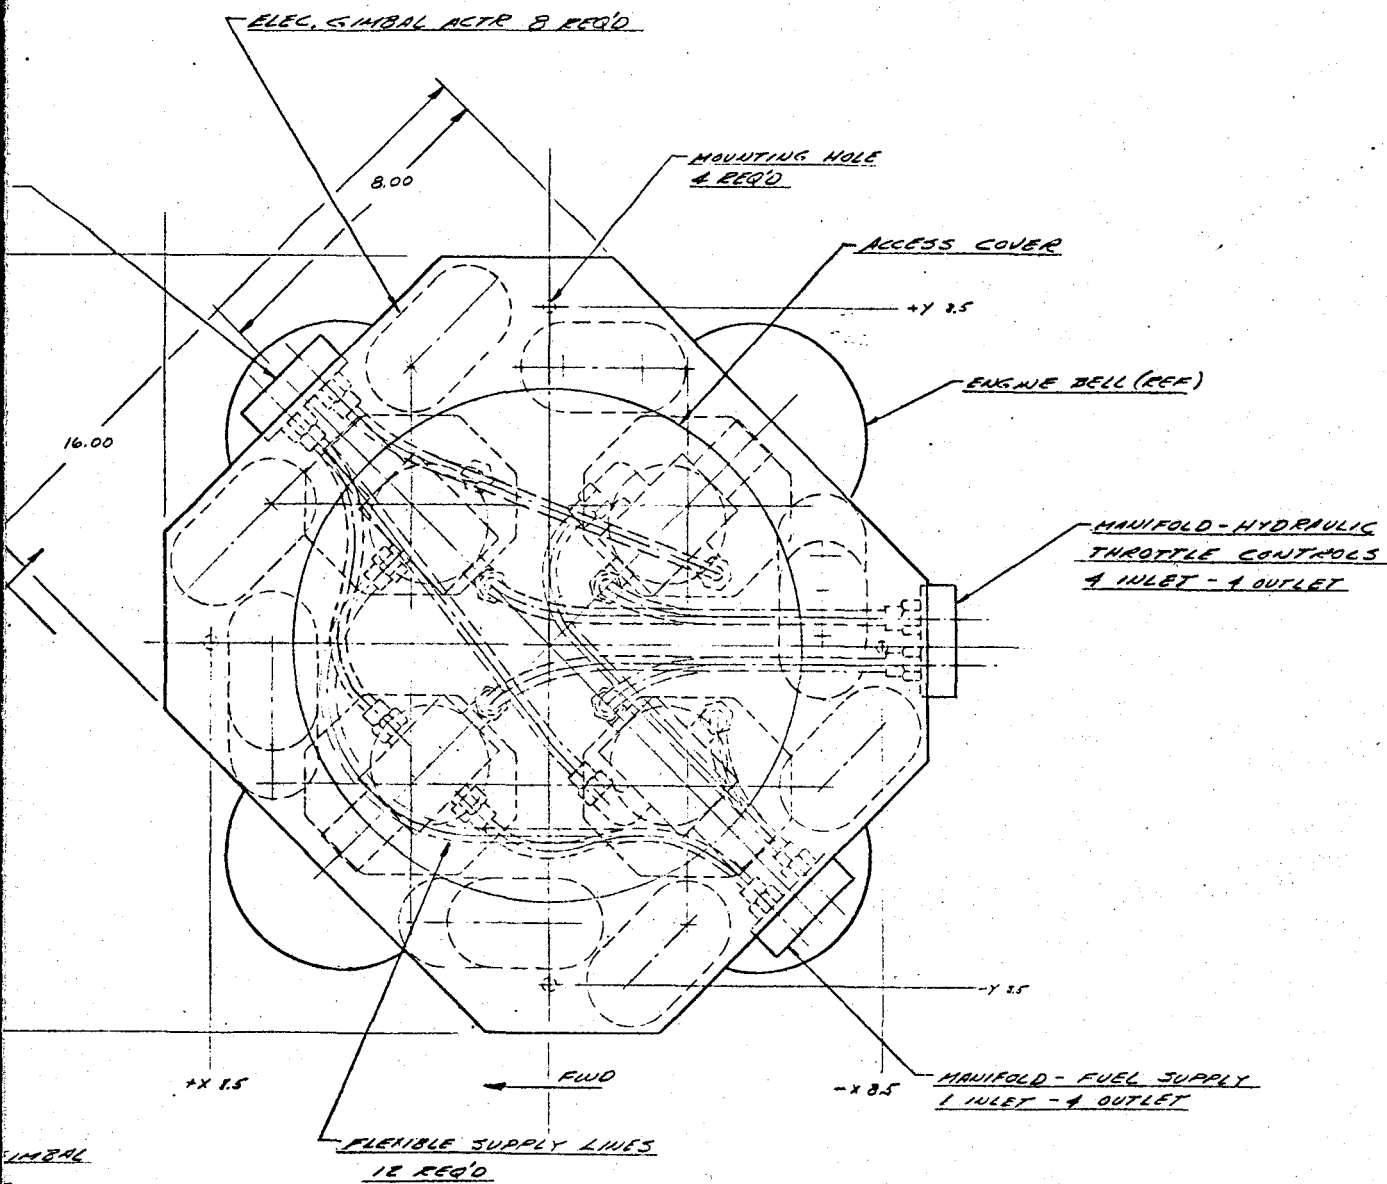 ELEC. GIMBAL ACTR 8 REQ'D
8.00
MOUNTING HOLE
4 REQ'D
ACCESS COVER
+Y 8.5
ENGINE BELL (REF)
16.00
MANIFOLD-HYDRAULIC
THROTTLE CONTROLS
4 INLET - 4 OUTLET
-Y 8.5
+X 8.5
FWD
-X 8.5
MANIFOLD - FUEL SUPPLY
1 INLET - 4 OUTLET
FLEXIBLE SUPPLY LINES
12 REQ'D
GIMBAL